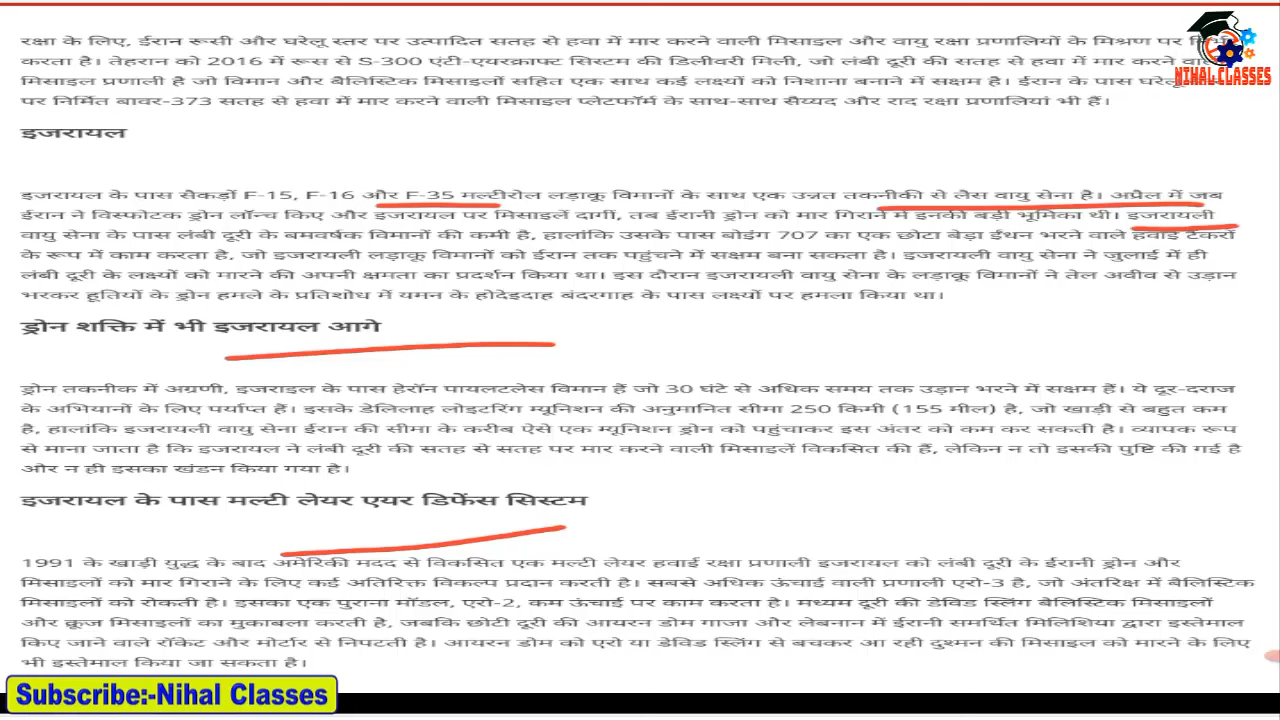 रक्षा के लिए, ईरान रूसी और घरेलू स्तर पर उत्पादित सतह से हवा में मार करने वाली मिसाइल और वायु रक्षा प्रणालियों के मिश्रण पर
करता है। तेहरान को 2016 में रूस से S-300 एंटी-एयरक्राफ्ट सिस्टम की डिलीवरी मिली, जो लंबी दूरी की सतह से हवा में मार करने
मिसाइल प्रणाली है जो विमान और बैलिस्टिक मिसाइलों सहित एक साथ कई लक्ष्यों को निशाना बनाने में सक्षम है। ईरान के पास
पर निर्मित बावर-373 सतह से हवा में मार करने वाली मिसाइल प्लेटफॉर्म के साथ-साथ सैय्यद और राद रक्षा प्रणालियां भी हैं।
NIHAL CLASSES
इजरायल
इजरायल के पास सैकड़ों F-15, F-16 और F-35 मल्टीरोल लड़ाकू विमानों के साथ एक उन्नत तकनीकी से लैस वायु सेना है। अप्रैल में जब
ईरान ने विस्फोटक ड्रोन लॉन्च किए और इजरायल पर मिसाइलें दागीं, तब ईरानी ड्रोन को मार गिराने में इनकी बड़ी भूमिका थी। इजरायली
वायु सेना के पास लंबी दूरी के बमवर्षक विमानों की कमी है, हालांकि उसके पास बोइंग 707 का एक छोटा बेड़ा ईंधन भरने वाले हवाई टैंकरों
के रूप में काम करता है, जो इजरायली लड़ाकू विमानों को ईरान तक पहुंचने में सक्षम बना सकता है। इजरायली वायु सेना ने जुलाई में ही
लंबी दूरी के लक्ष्यों को मारने की अपनी क्षमता का प्रदर्शन किया था। इस दौरान इजरायली वायु सेना के लड़ाकू विमानों ने तेल अवीव से उड़ान
भरकर हूतियों के ड्रोन हमले के प्रतिशोध में यमन के होदेइदाह बंदरगाह के पास लक्ष्यों पर हमला किया था।
ड्रोन शक्ति में भी इजरायल आगे
ड्रोन तकनीक में अग्रणी, इजराइल के पास हेरॉन पायलटलेस विमान हैं जो 30 घंटे से अधिक समय तक उड़ान भरने में सक्षम हैं। ये दूर-दराज
के अभियानों के लिए पर्याप्त हैं। इसके डेलिलाह लोइटरिंग म्यूनिशन की अनुमानित सीमा 250 किमी (155 मील) है, जो खाड़ी से बहुत कम
है, हालांकि इजरायली वायु सेना ईरान की सीमा के करीब ऐसे एक म्यूनिशन ड्रोन को पहुंचाकर इस अंतर को कम कर सकती है। व्यापक रूप
से माना जाता है कि इजरायल ने लंबी दूरी की सतह से सतह पर मार करने वाली मिसाइलें विकसित की हैं, लेकिन न तो इसकी पुष्टि की गई है
और न ही इसका खंडन किया गया है।
इजरायल के पास मल्टी लेयर एयर डिफेंस सिस्टम
1991 के खाड़ी युद्ध के बाद अमेरिकी मदद से विकसित एक मल्टी लेयर हवाई रक्षा प्रणाली इजरायल को लंबी दूरी के ईरानी ड्रोन और
मिसाइलों को मार गिराने के लिए कई अतिरिक्त विकल्प प्रदान करती है। सबसे अधिक ऊंचाई वाली प्रणाली एरो-3 है, जो अंतरिक्ष में बैलिस्टिक
मिसाइलों को रोकती है। इसका एक पुराना मॉडल, एरो-2, कम ऊंचाई पर काम करता है। मध्यम दूरी की डेविड स्लिंग बैलिस्टिक मिसाइलों
और क्रूज मिसाइलों का मुकाबला करती है, जबकि छोटी दूरी की आयरन डोम गाजा और लेबनान में ईरानी समर्थित मिलिशिया द्वारा इस्तेमाल
किए जाने वाले रॉकेट और मोर्टार से निपटती है। आयरन डोम को एरो या डेविड स्लिंग से बचकर आ रही दुश्मन की मिसाइल को मारने के लिए
भी इस्तेमाल किया जा सकता है।
Subscribe:-Nihal Classes